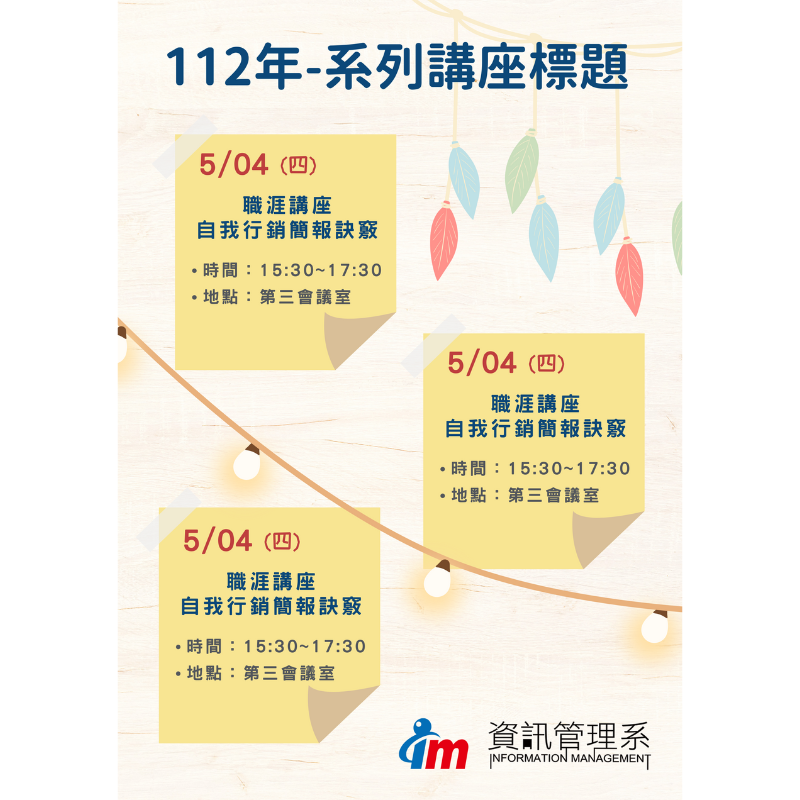 112年-系列講座標題
5/04（四）
職涯講座
自我行銷簡報訣竅
•時間：15:30~17:30
•地點：第三會議室
5/04（四）
職涯講座
自我行銷簡報訣竅
•時間：15:30~17:30
•地點：第三會議室
5/04（四）
職涯講座
自我行銷簡報訣竅
•時間：15:30~17:30
•地點：第三會議室
im 資訊管理系
INFORMATION MANAGEMENT